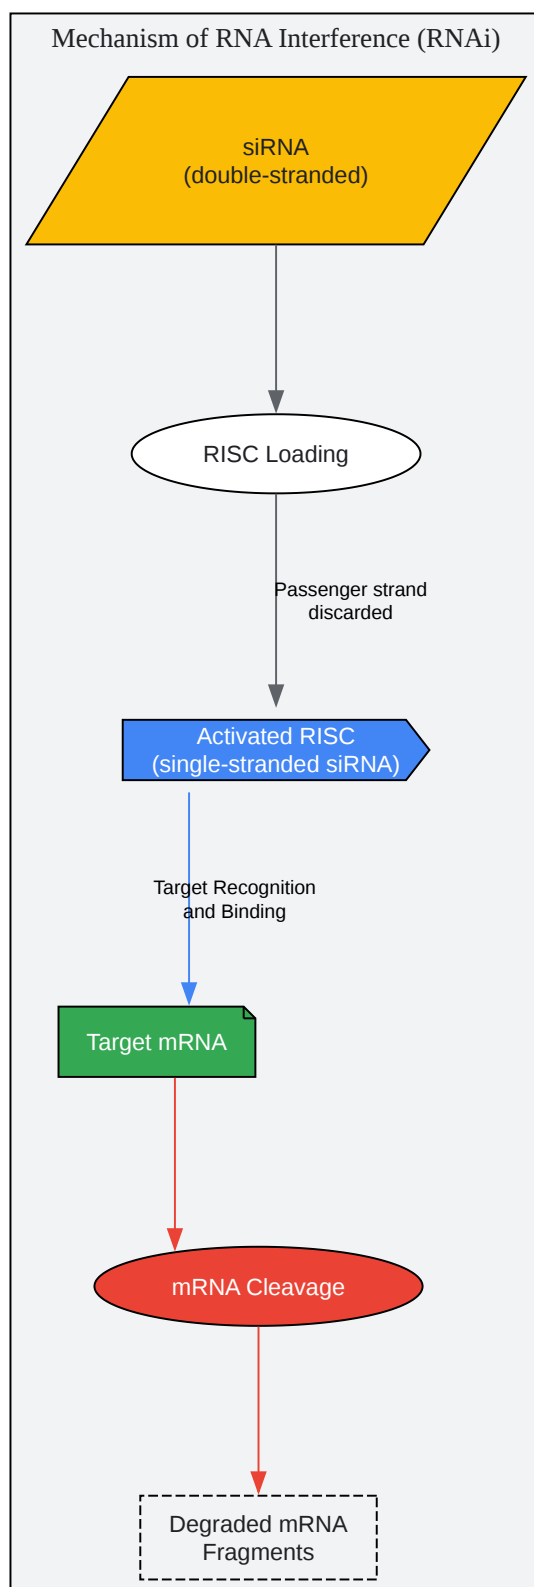 Mechanism of RNA Interference (RNAi)
siRNA
(double-stranded)
RISC Loading
Passenger strand
discarded
Activated RISC
(single-stranded siRNA)
Target Recognition
and Binding
Target mRNA
mRNA Cleavage
Degraded mRNA
Fragments